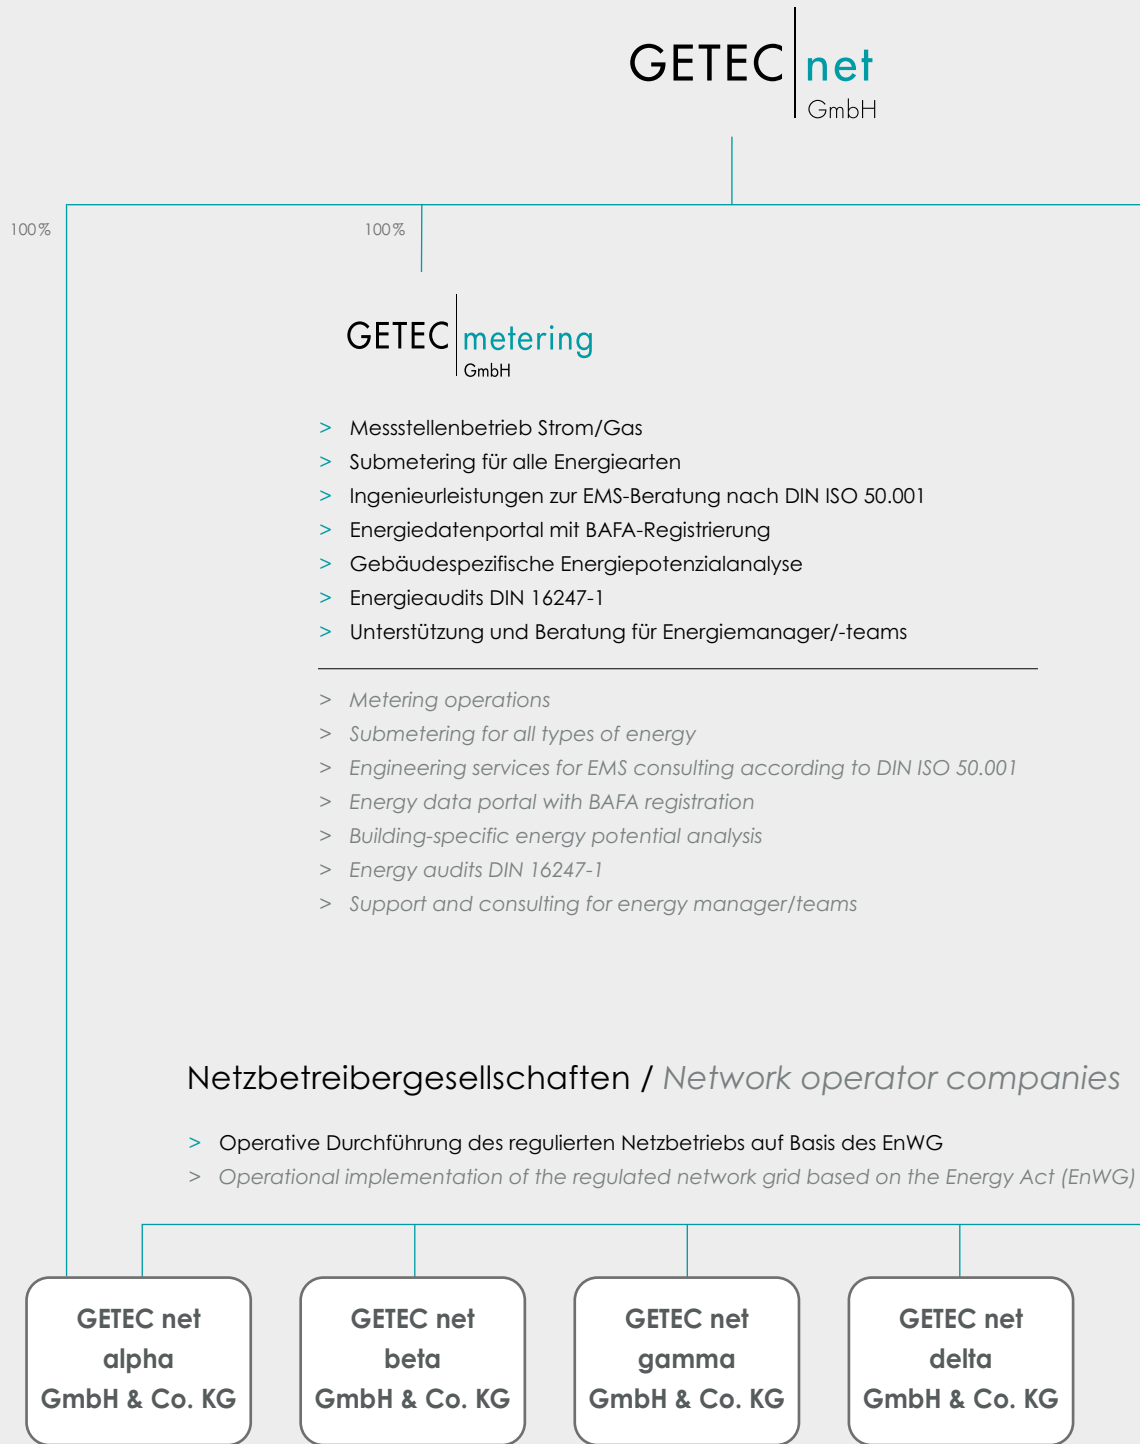 GETEC net
GmbH
100%
100%
GETEC metering
GmbH
> Messstellenbetrieb Strom/Gas
> Submetering für alle Energiearten
> Ingenieurleistungen zur EMS-Beratung nach DIN ISO 50.001
> Energiedatenportal mit BAFA-Registrierung
> Gebäudespezifische Energiepotenzialanalyse
> Energieaudits DIN 16247-1
> Unterstützung und Beratung für Energiemanager/-teams
> Metering operations
> Submetering for all types of energy
> Engineering services for EMS consulting according to DIN ISO 50.001
> Energy data portal with BAFA registration
> Building-specific energy potential analysis
> Energy audits DIN 16247-1
> Support and consulting for energy manager/teams
Netzbetreibergesellschaften / Network operator companies
> Operative Durchführung des regulierten Netzbetriebs auf Basis des EnWG
> Operational implementation of the regulated network grid based on the Energy Act (EnWG)
GETEC net
alpha
GmbH & Co. KG
GETEC net
beta
GmbH & Co. KG
GETEC net
gamma
GmbH & Co. KG
GETEC net
delta
GmbH & Co. KG